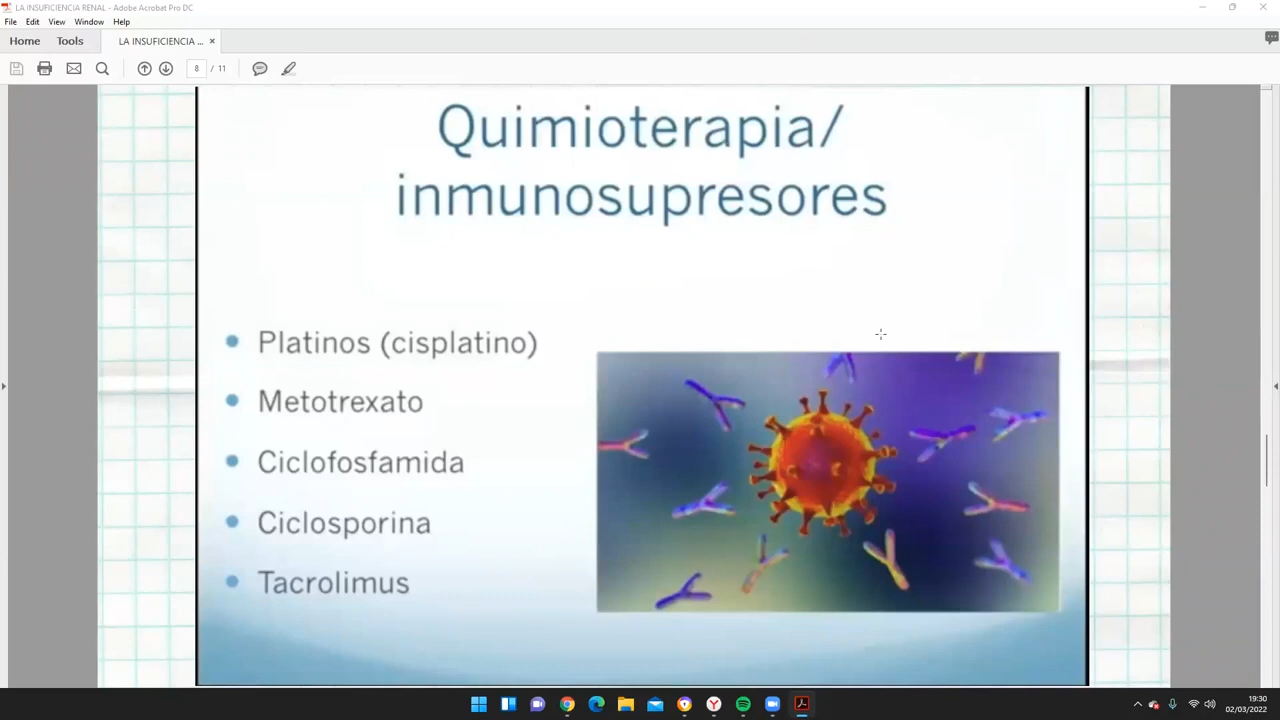 LA INSUFICIENCIA RENAL - Adobe Acrobat Pro DC
File Edit View Window Help
Home Tools LA INSUFICIENCIA ... ×
8 / 11
Quimioterapia/
inmunosupresores
Platinos (cisplatino)
Metotrexato
Ciclofosfamida
Ciclosporina
Tacrolimus
19:30
02/03/2022